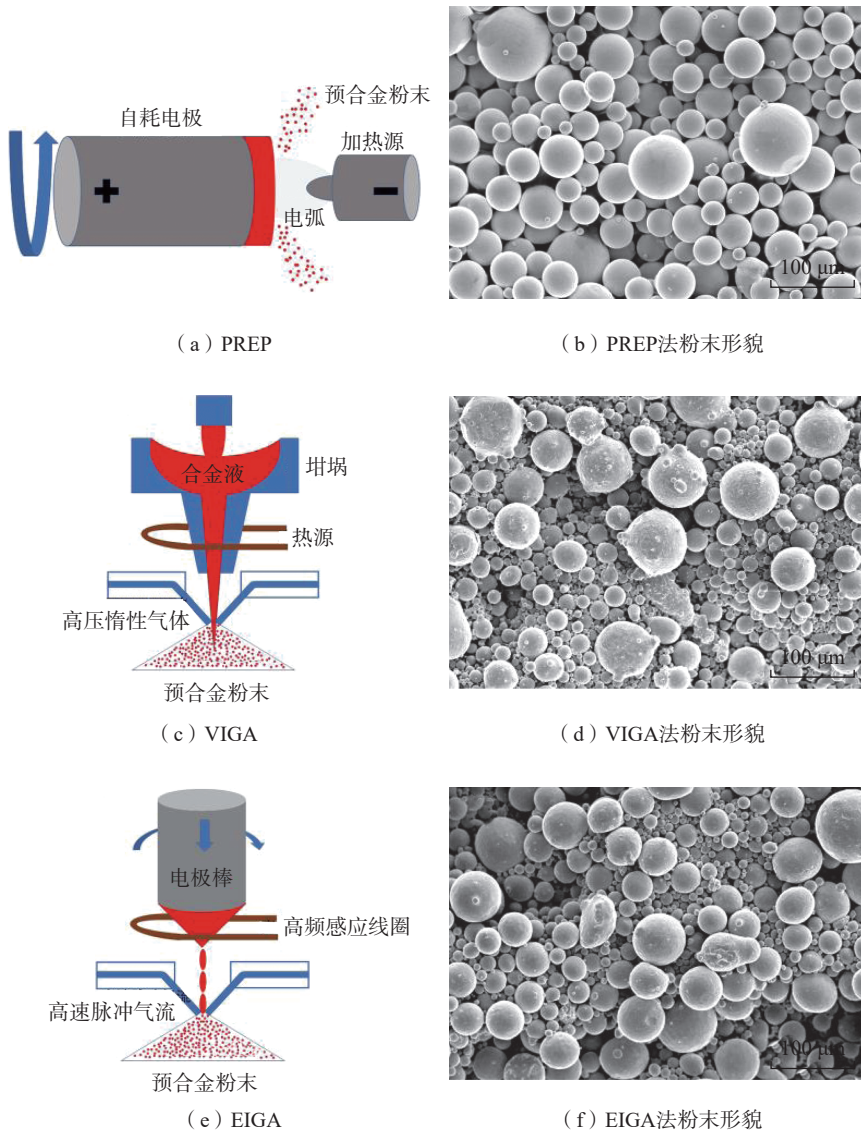 预合金粉末
自耗电极
加热源
+
−
电弧
100 μm
（a）PREP
（b）PREP法粉末形貌
合金液
坩埚
热源
高压惰性气体
预合金粉末
100 μm
（c）VIGA
（d）VIGA法粉末形貌
电极棒
高频感应线圈
高速脉冲气流
预合金粉末
100 μm
（e）EIGA
（f）EIGA法粉末形貌